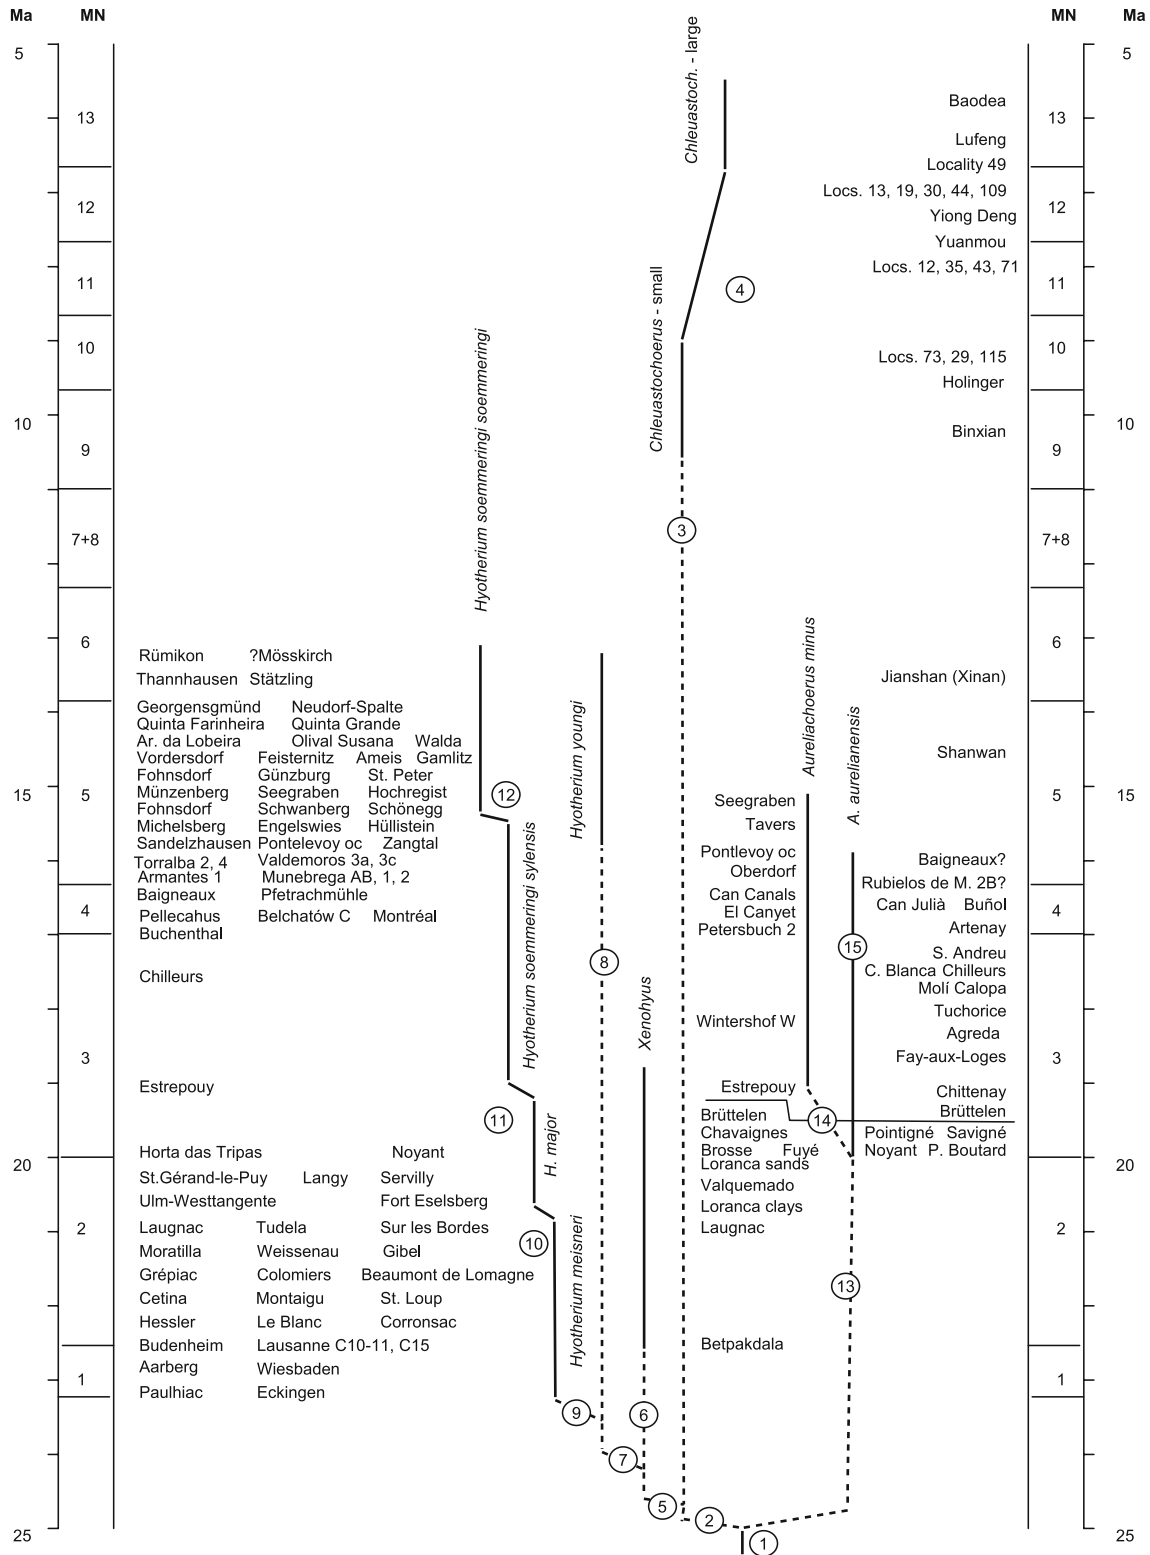 Ma MN MN Ma
5 5
Chleuastoch. - large
Baodea
13 13
Lufeng
Locality 49
Locs. 13, 19, 30, 44, 109
12 12
Yiong Deng
Yuanmou
Locs. 12, 35, 43, 71
11 11
4
Chleuastochoerus - small
Hyotherium soemmeringi soemmeringi
10 10
Locs. 73, 29, 115
Holinger
10 10
Binxian
9 9
3
7+8 7+8
6 6
Rümikon ?Mösskirch
Thannhausen Stätzling
Jianshan (Xinan)
Georgensgmünd Neudorf-Spalte
Quinta Farinheira Quinta Grande
Ar. da Lobeira Olival Susana Walda
Vordersdorf Feisternitz Ameis Gamlitz
Fohnsdorf Günzburg St. Peter
Münzenberg Seegraben Hochregist
Fohnsdorf Schwanberg Schönegg
Michelsberg Engelswies Hüllistein
Sandelzhausen Pontelevoy oc Zangtal
Torralba 2, 4 Valdemoros 3a, 3c
Armantes 1 Munebrega AB, 1, 2
Baigneaux Pfetrachmühle
Pellecahus Belchatów C Montréal
Buchenthal
Chilleurs
Estrepouy
Horta das Tripas Noyant
St.Gérand-le-Puy Langy Servilly
Ulm-Westtangente Fort Eselsberg
Laugnac Tudela Sur les Bordes
Moratilla Weissenau Gibel
Grépiac Colomiers Beaumont de Lomagne
Cetina Montaigu St. Loup
Hessler Le Blanc Corronsac
Budenheim Lausanne C10-11, C15
Aarberg Wiesbaden
Paulhiac Eckingen
15 5 5 15
4 4
3 3
20 20
2 2
1 1
25 25
12
Hyotherium soemmeringi sylensis
11
H. major
10
Hyotherium meisneri
9
Hyotherium youngi
8
7
Xenohyus
6
5
2
1
Aureliachoerus minus
A. aurelianensis
15
14
13
Seegraben
Tavers
Pontlevoy oc
Oberdorf
Can Canals
El Canyet
Petersbuch 2
Wintershof W
Estrepouy
Brüttelen
Chavaignes
Brosse Fuyé
Loranca sands
Valquemado
Loranca clays
Laugnac
Betpakdala
Shanwan
Baigneaux?
Rubielos de M. 2B?
Can Julià Buñol
Artenay
S. Andreu
C. Blanca Chilleurs
Molí Calopa
Tuchorice
Agreda
Fay-aux-Loges
Chittenay
Brüttelen
Pointigné Savigné
Noyant P. Boutard